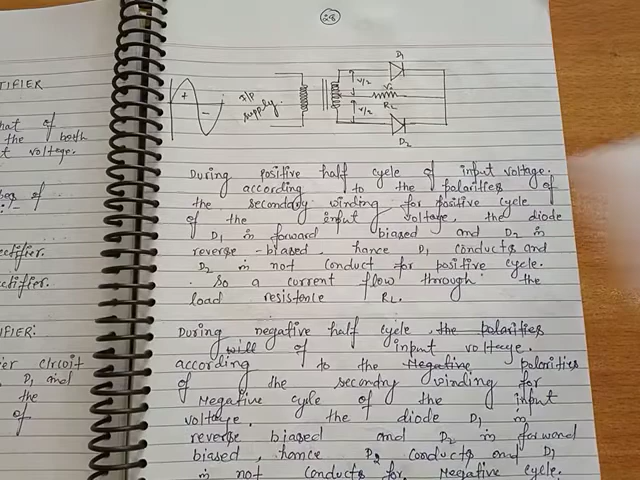 28
TIFIER
hat of
the both
t voltage.
of
ectifier.
ectifier.
IFIER:
ier circuit
D1 and
the
of
+
-
I/P
supply.
V/2
V/2
Vo
RL
D1
D2
During positive half cycle of input voltage.
according to the polarities of
the secondary winding for positive cycle
of the input voltage, the diode
D1 is forward biased and D2 is
reverse-biased, hance D1 conducts and
D2 is not conduct for positive cycle.
So a current flow through the
load resistence RL.
During negative half cycle, the polarities
will of input voltage.
according to the Negative polarities
of the secondry winding for
Negative cycle of the input
voltage, the diode D1 is
reverse biased and D2 is forward
biased, hance D2 conducts and D1
is not conducts for Negative cycle.